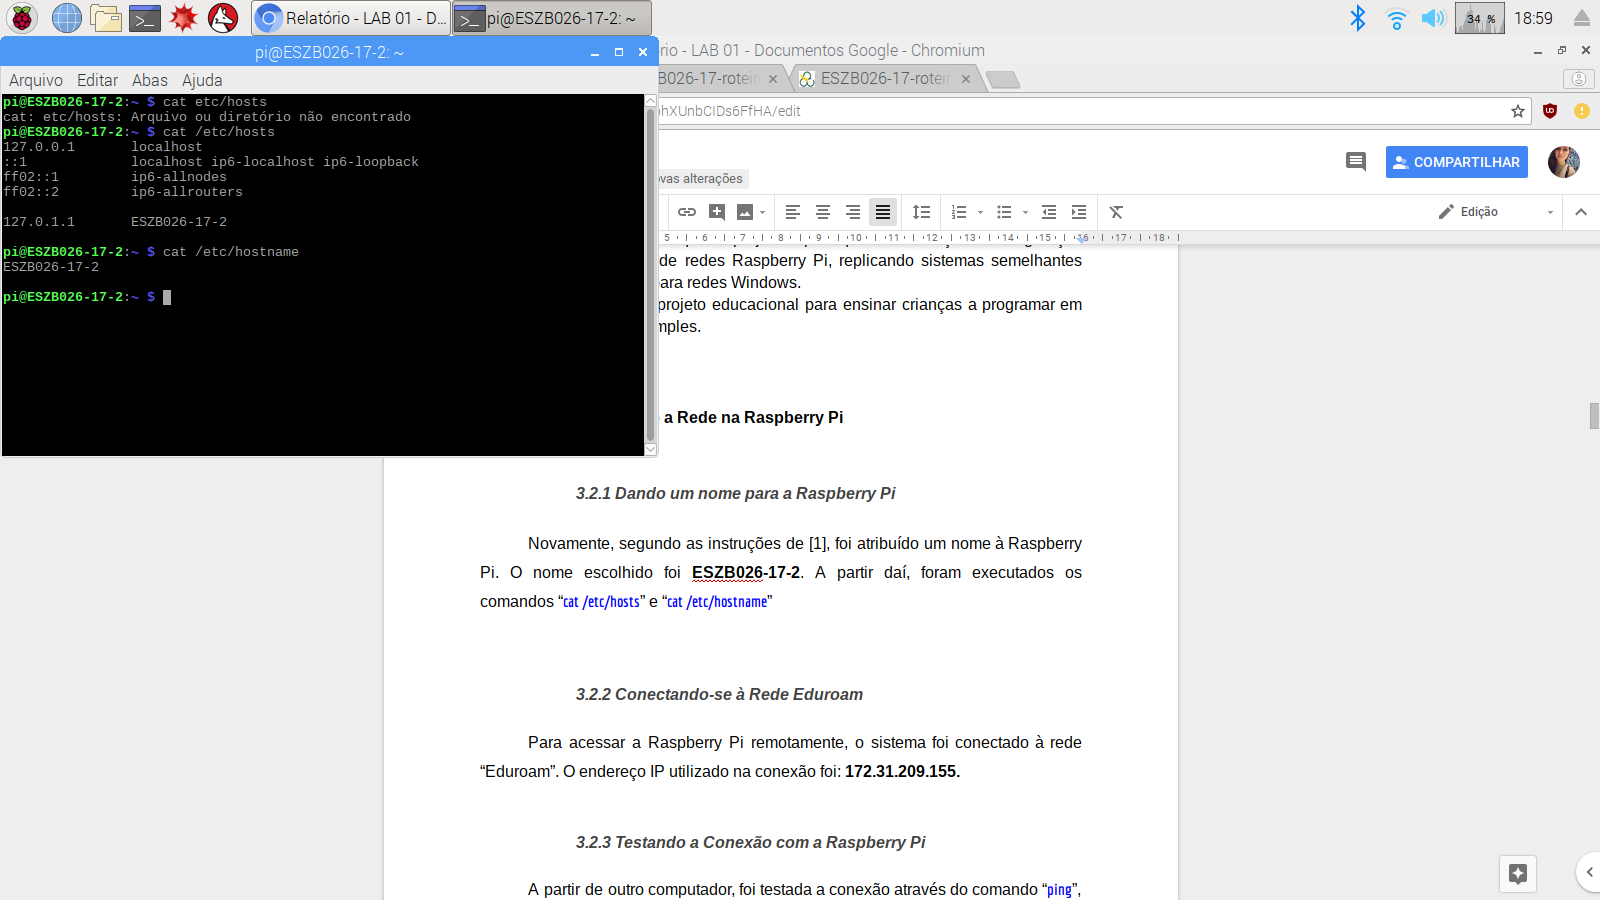 Relatório - LAB 01 - D...
pi@ESZB026-17-2: ~
34 %
18:59
pi@ESZB026-17-2: ~
Arquivo Editar Abas Ajuda
pi@ESZB026-17-2:~ $ cat etc/hosts
cat: etc/hosts: Arquivo ou diretório não encontrado
pi@ESZB026-17-2:~ $ cat /etc/hosts
127.0.0.1 localhost
::1 localhost ip6-localhost ip6-loopback
ff02::1 ip6-allnodes
ff02::2 ip6-allrouters
127.0.1.1 ESZB026-17-2
pi@ESZB026-17-2:~ $ cat /etc/hostname
ESZB026-17-2
pi@ESZB026-17-2:~ $
rio - LAB 01 - Documentos Google - Chromium
B026-17-roteir
ESZB026-17-roteir
hXUnbCIDs6FfHA/edit
COMPARTILHAR
ovas alterações
Edição
5 6 7 8 9 10 11 12 13 14 15 16 17 18
de redes Raspberry Pi, replicando sistemas semelhantes
ara redes Windows.
projeto educacional para ensinar crianças a programar em
mples.
a Rede na Raspberry Pi
3.2.1 Dando um nome para a Raspberry Pi
Novamente, segundo as instruções de [1], foi atribuído um nome à Raspberry
Pi. O nome escolhido foi ESZB026-17-2. A partir daí, foram executados os
comandos “cat /etc/hosts” e “cat /etc/hostname”
3.2.2 Conectando-se à Rede Eduroam
Para acessar a Raspberry Pi remotamente, o sistema foi conectado à rede
“Eduroam”. O endereço IP utilizado na conexão foi: 172.31.209.155.
3.2.3 Testando a Conexão com a Raspberry Pi
A partir de outro computador, foi testada a conexão através do comando “ping”,